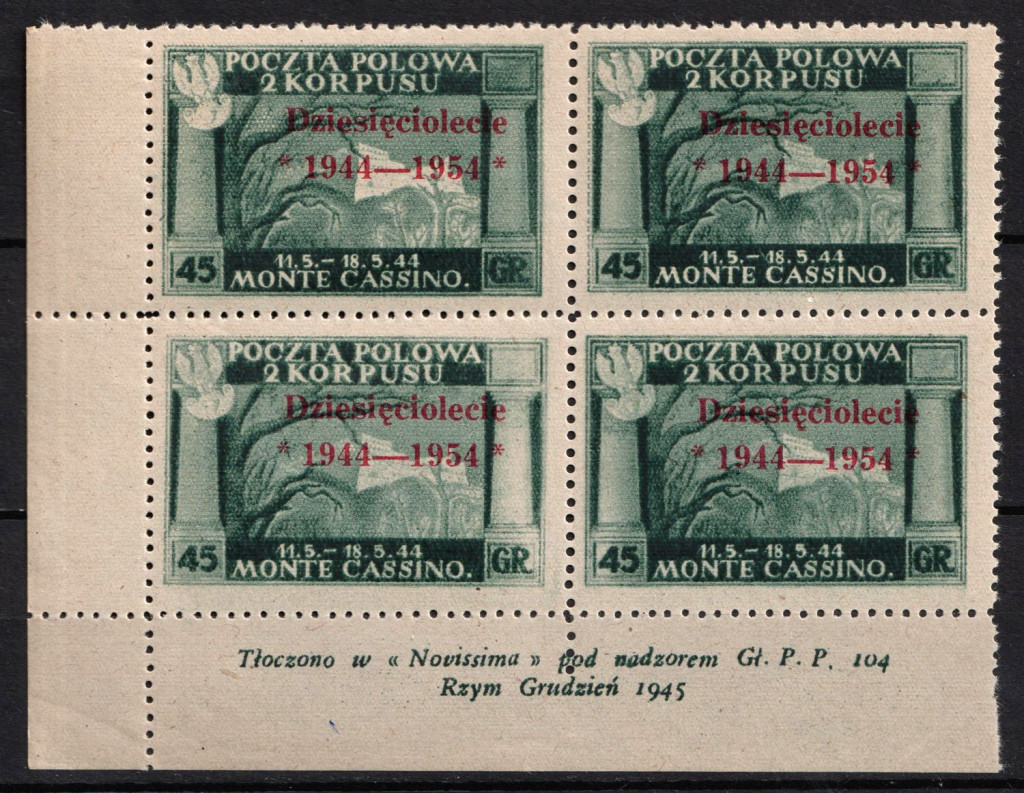 POCZTA POLOWA
2 KORPUSU
Dziesięciolecie
* 1944—1954 *
11.5.– 18.5.44
45 MONTE CASSINO. GR.
POCZTA POLOWA
2 KORPUSU
Dziesięciolecie
* 1944—1954 *
11.5.– 18.5.44
45 MONTE CASSINO. GR.
POCZTA POLOWA
2 KORPUSU
Dziesięciolecie
* 1944—1954 *
11.5.– 18.5.44
45 MONTE CASSINO. GR.
POCZTA POLOWA
2 KORPUSU
Dziesięciolecie
* 1944—1954 *
11.5.– 18.5.44
45 MONTE CASSINO. GR.
Tłoczono w « Novissima » pod nadzorem Gł. P. P. 104
Rzym Grudzień 1945